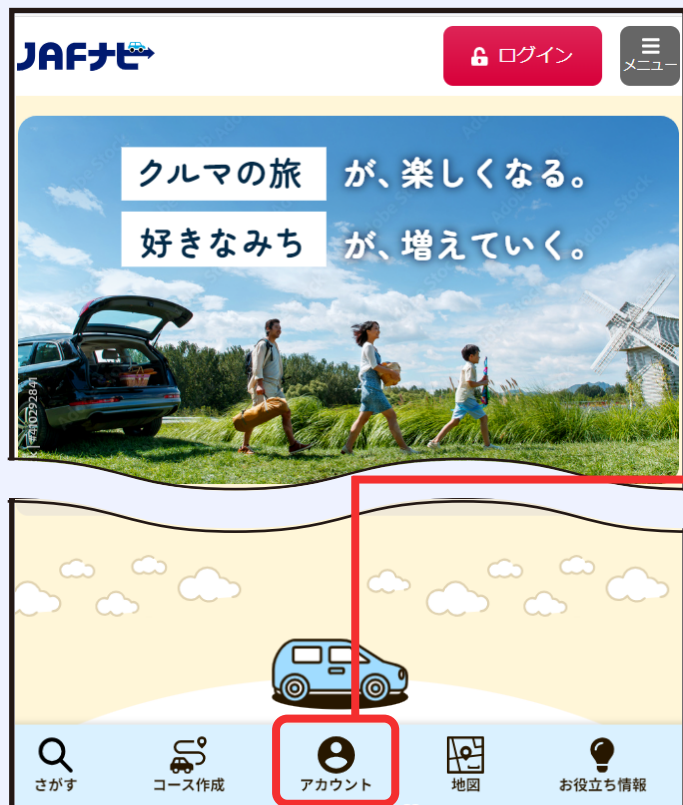 JAFナビ
ログイン
メニュー
クルマの旅 が、楽しくなる。
好きなみち が、増えていく。
#410292841
さがす
コース作成
アカウント
地図
お役立ち情報